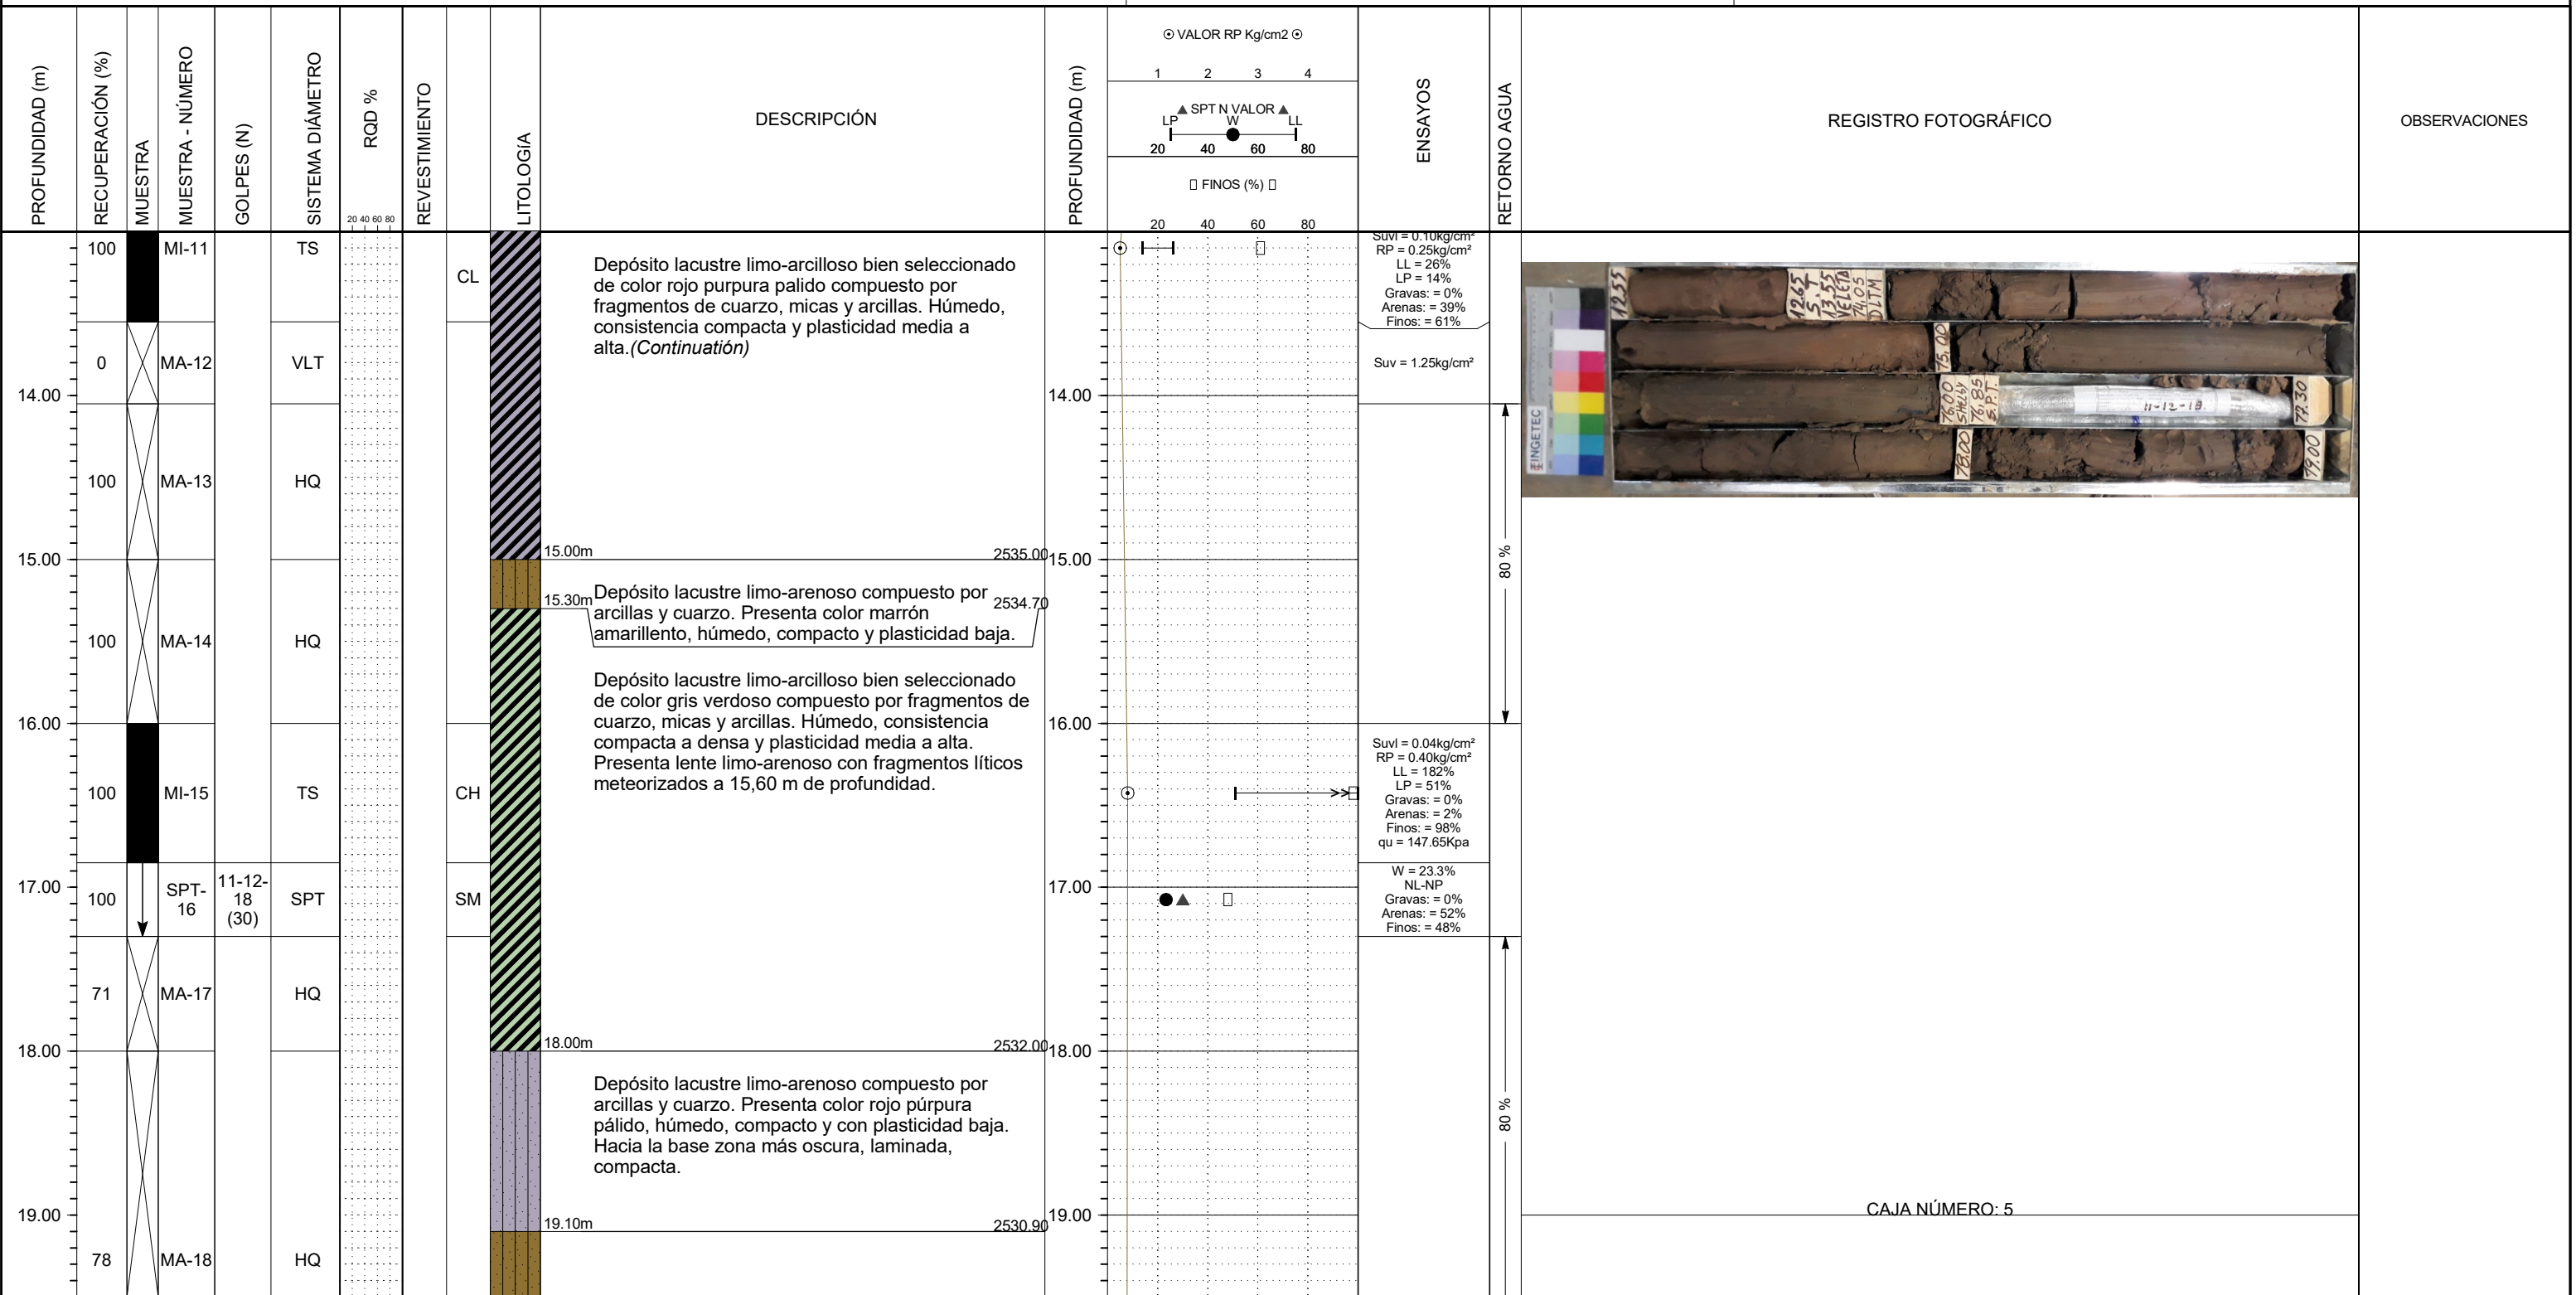 PROFUNDIDAD (m)
RECUPERACIÓN (%)
MUESTRA
MUESTRA - NÚMERO
GOLPES (N)
SISTEMA DIÁMETRO
RQD %
20 40 60 80
REVESTIMIENTO
LITOLOGIA
DESCRIPCIÓN
PROFUNDIDAD (m)
VALOR RP Kg/cm2
1 2 3 4
SPT N VALOR
LP W LL
20 40 60 80
FINOS (%)
20 40 60 80
ENSAYOS
RETORNO AGUA
REGISTRO FOTOGRÁFICO
OBSERVACIONES
100 MI-11 TS
CL
Depósito lacustre limo-arcilloso bien seleccionado
de color rojo purpura palido compuesto por
fragmentos de cuarzo, micas y arcillas. Húmedo,
consistencia compacta y plasticidad media a
alta.(Continuatión)
Suvl = 0.10kg/cm²
RP = 0.25kg/cm²
LL = 26%
LP = 14%
Gravas: = 0%
Arenas: = 39%
Finos: = 61%
0 MA-12 VLT
Suv = 1.25kg/cm²
14.00
14.00
100 MA-13 HQ
15.00m 2535.00
15.00
15.00
80 %
15.30m 2534.70
Depósito lacustre limo-arenoso compuesto por
arcillas y cuarzo. Presenta color marrón
amarillento, húmedo, compacto y plasticidad baja.
100 MA-14 HQ
Depósito lacustre limo-arcilloso bien seleccionado
de color gris verdoso compuesto por fragmentos de
cuarzo, micas y arcillas. Húmedo, consistencia
compacta a densa y plasticidad media a alta.
Presenta lente limo-arenoso con fragmentos líticos
meteorizados a 15,60 m de profundidad.
16.00
16.00
100 MI-15 TS
CH
Suvl = 0.04kg/cm²
RP = 0.40kg/cm²
LL = 182%
LP = 51%
Gravas: = 0%
Arenas: = 2%
Finos: = 98%
qu = 147.65Kpa
17.00
17.00
100
SPT-
16
11-12-
18
(30)
SPT
SM
W = 23.3%
NL-NP
Gravas: = 0%
Arenas: = 52%
Finos: = 48%
71 MA-17 HQ
18.00m 2532.00
18.00
18.00
Depósito lacustre limo-arenoso compuesto por
arcillas y cuarzo. Presenta color rojo púrpura
pálido, húmedo, compacto y con plasticidad baja.
Hacia la base zona más oscura, laminada,
compacta.
80 %
19.00
19.00
19.10m 2530.90
78 MA-18 HQ
12.55
12.65
S.T
13.55
VELETA
14.05
15.00
16.00
SHELBY
16.85
S.P.T.
11-12-18
17.30
18.00
19.00
INGETEC
CAJA NÚMERO: 5